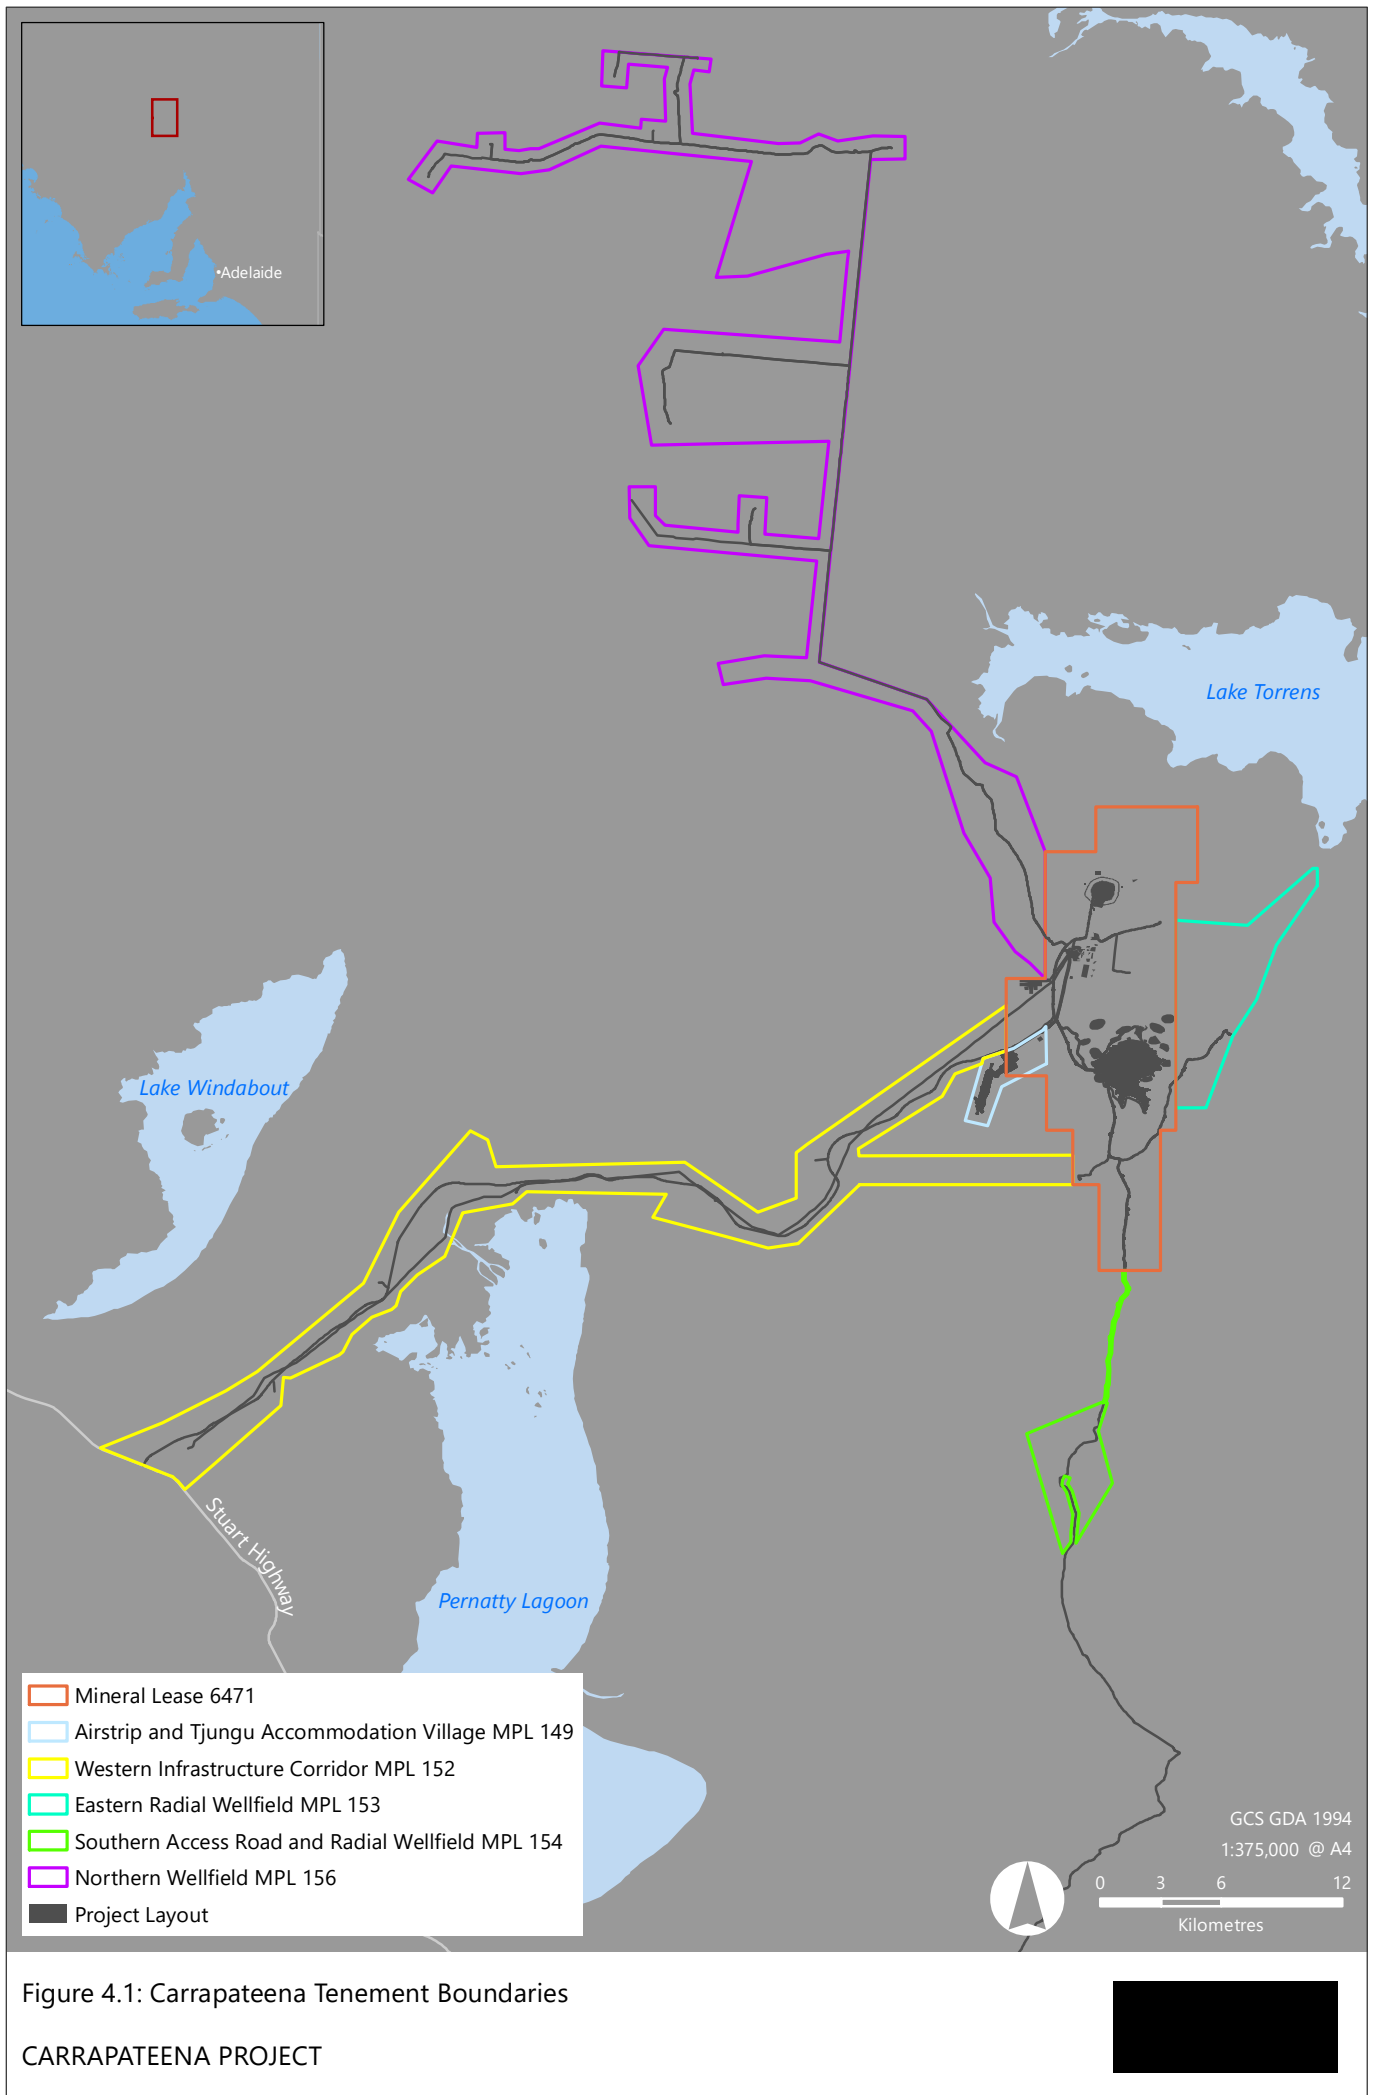 •Adelaide
Lake Torrens
Lake Windabout
Stuart Highway
Pernatty Lagoon
Mineral Lease 6471
Airstrip and Tjungu Accommodation Village MPL 149
Western Infrastructure Corridor MPL 152
Eastern Radial Wellfield MPL 153
Southern Access Road and Radial Wellfield MPL 154
Northern Wellfield MPL 156
Project Layout
GCS GDA 1994
1:375,000 @ A4
0 3 6 12
Kilometres
Figure 4.1: Carrapateena Tenement Boundaries
CARRAPATEENA PROJECT